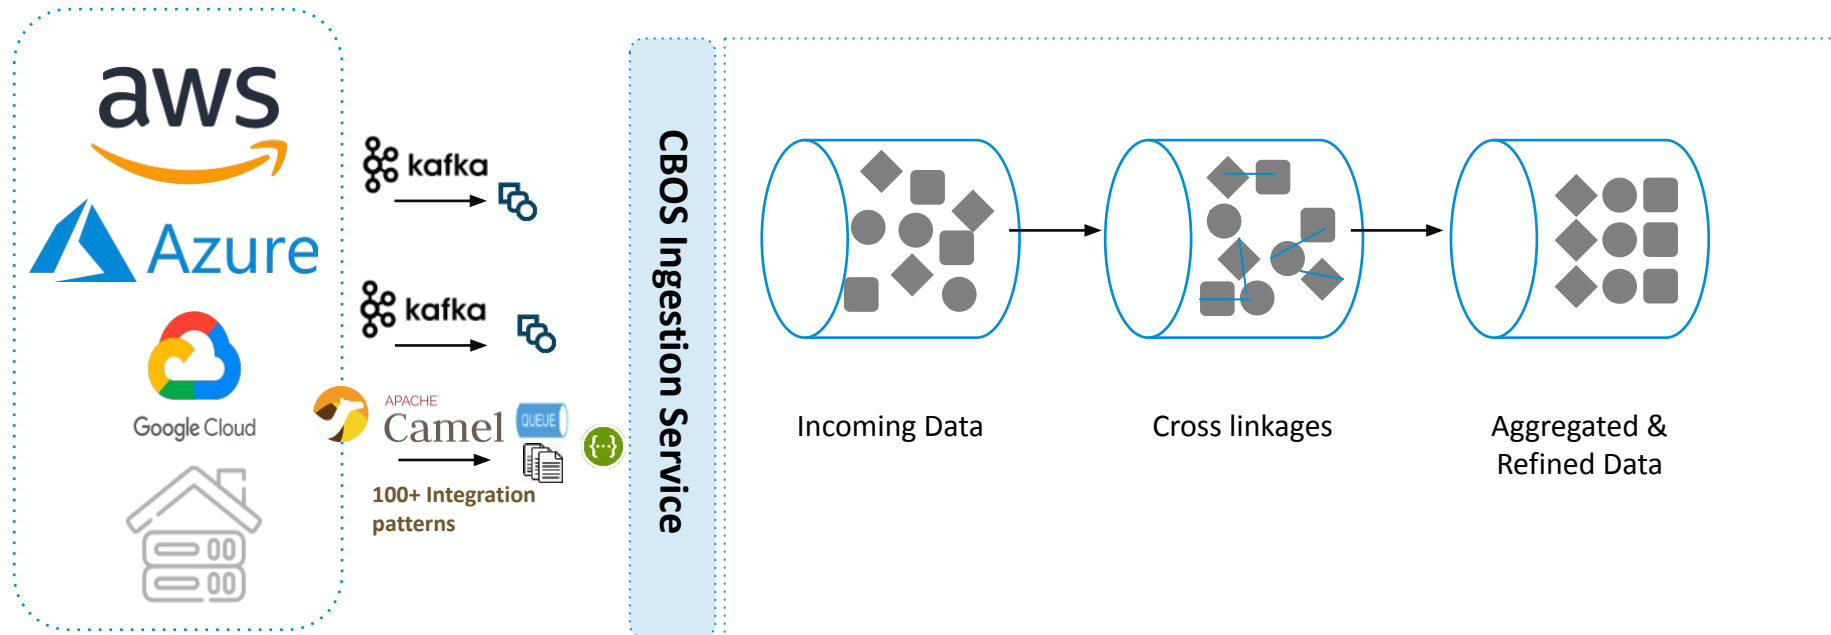 aws
Azure
Google Cloud
kafka
kafka
APACHE
Camel
QUEUE
{··}
100+ Integration
patterns
CBOS Ingestion Service
Incoming Data
Cross linkages
Aggregated &
Refined Data